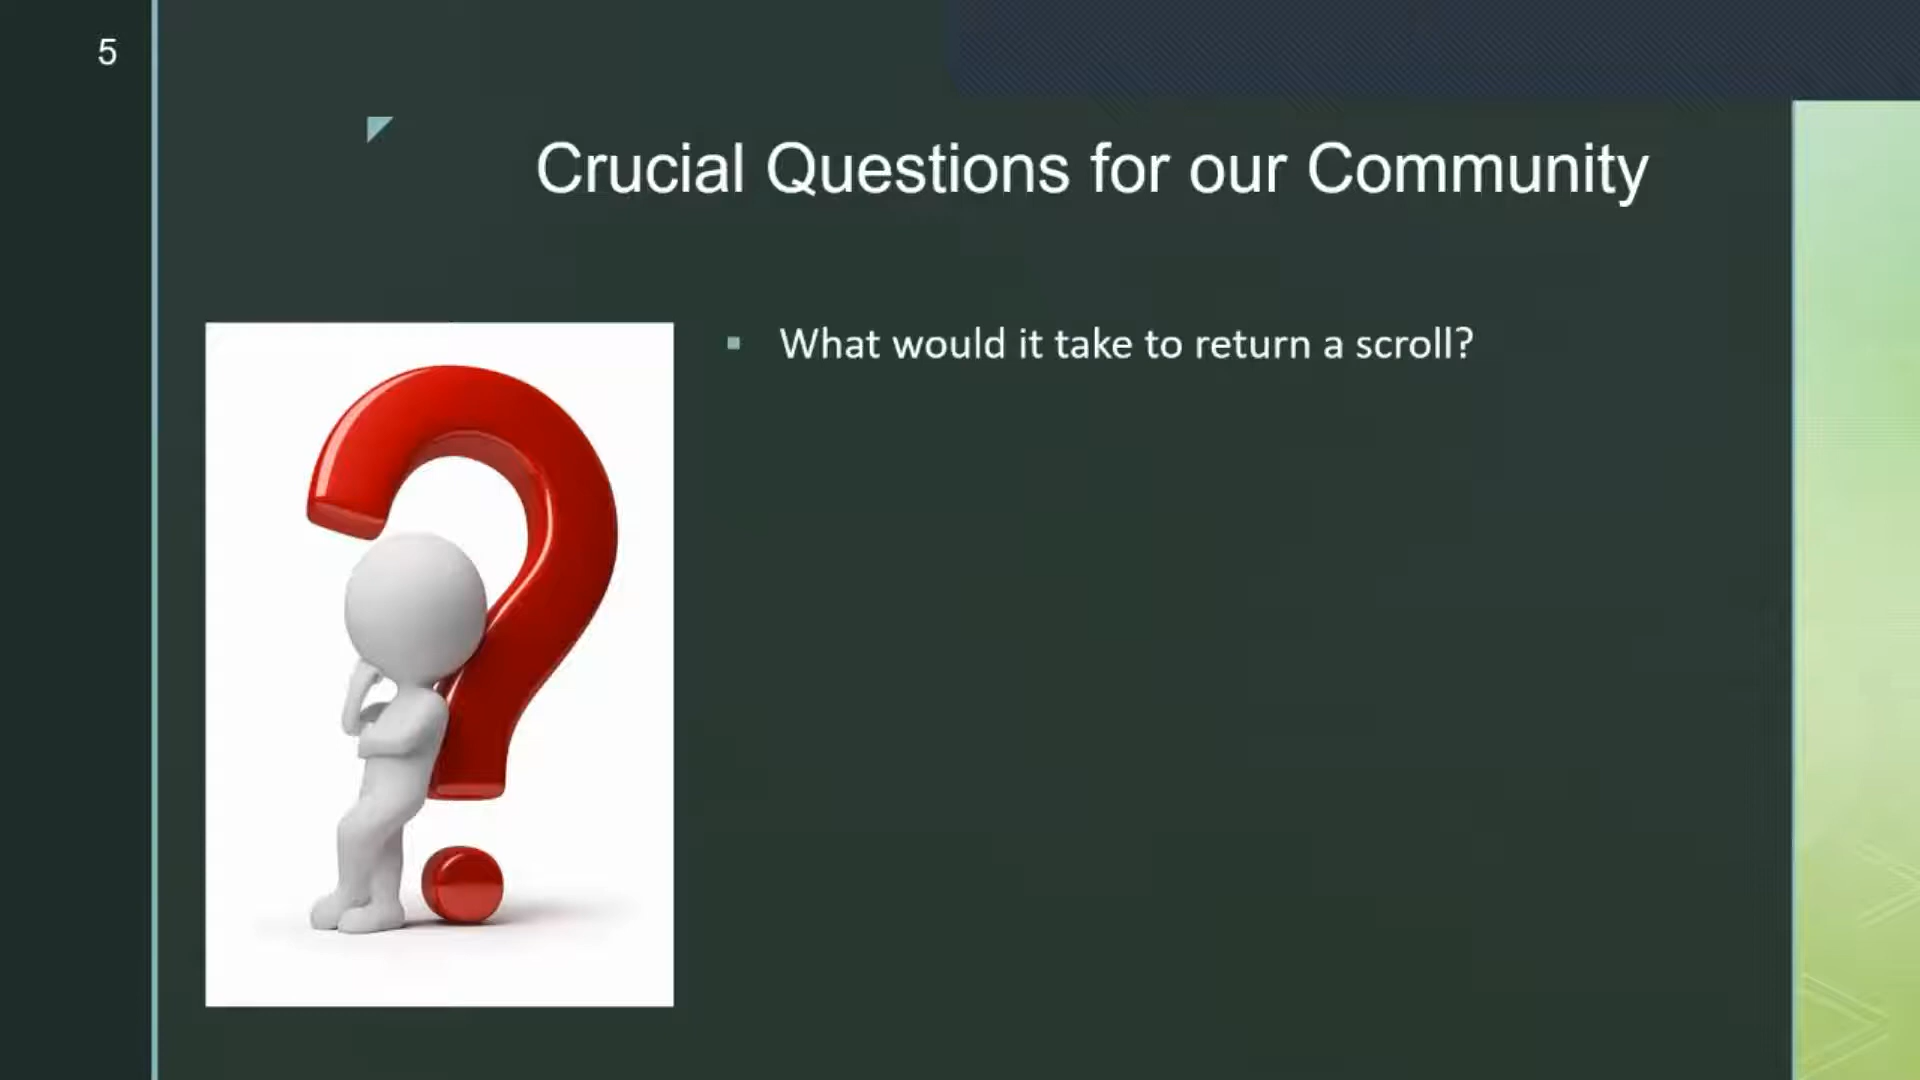 5
Crucial Questions for our Community
▪ What would it take to return a scroll?